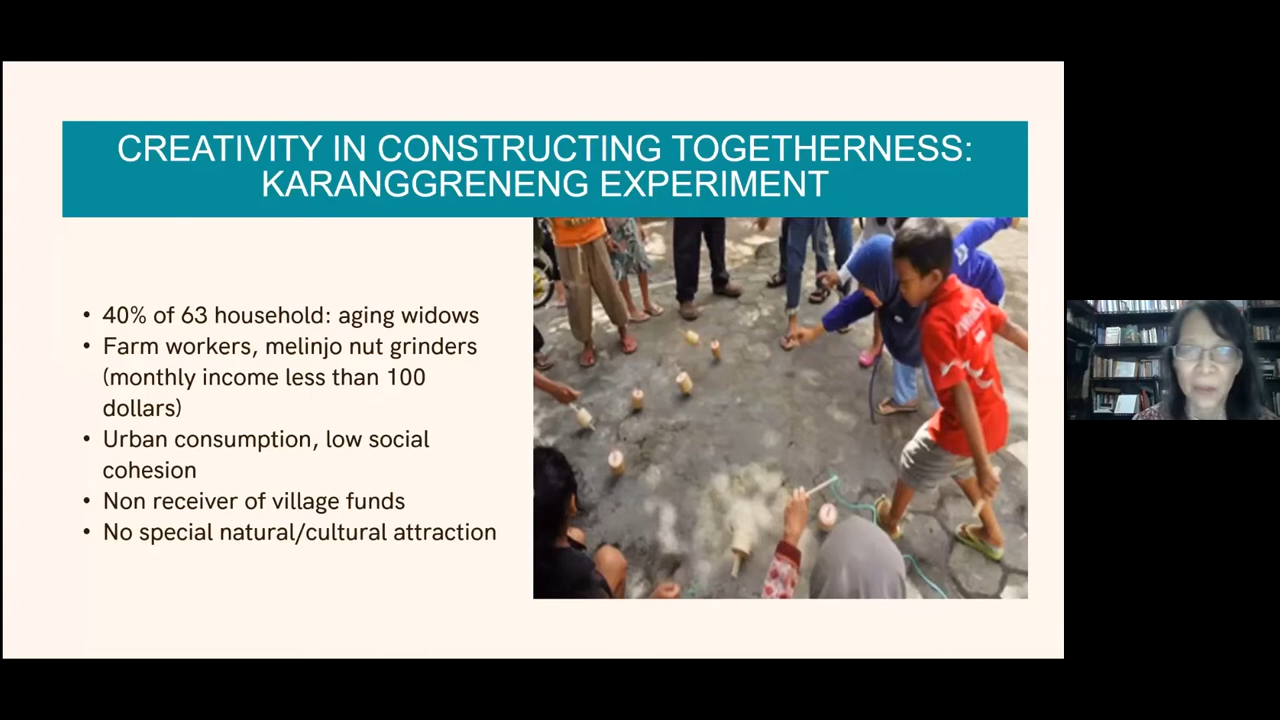 CREATIVITY IN CONSTRUCTING TOGETHERNESS:
KARANGGRENENG EXPERIMENT
• 40% of 63 household: aging widows
• Farm workers, melinjo nut grinders
(monthly income less than 100
dollars)
• Urban consumption, low social
cohesion
• Non receiver of village funds
• No special natural/cultural attraction